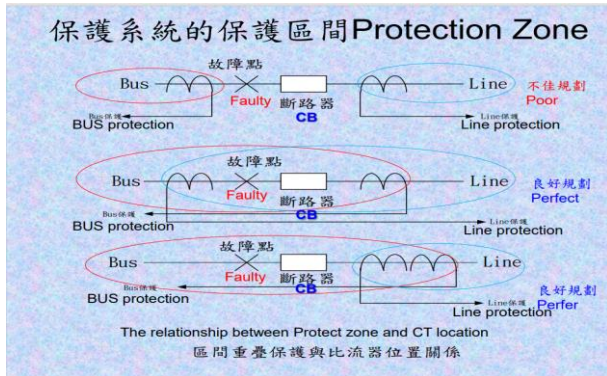 保護系統的保護區間Protection Zone
故障點
Bus
Faulty
斷路器
CB
Line
不佳規劃
Poor
Bus保護
BUS protection
Line保護
Line protection
故障點
Bus
Faulty
斷路器
CB
Line
良好規劃
Perfect
Bus保護
BUS protection
Line保護
Line protection
故障點
Bus
Faulty
斷路器
CB
Line
良好規劃
Perfer
Bus保護
BUS protection
Line保護
Line protection
The relationship between Protect zone and CT location
區間重疊保護與比流器位置關係